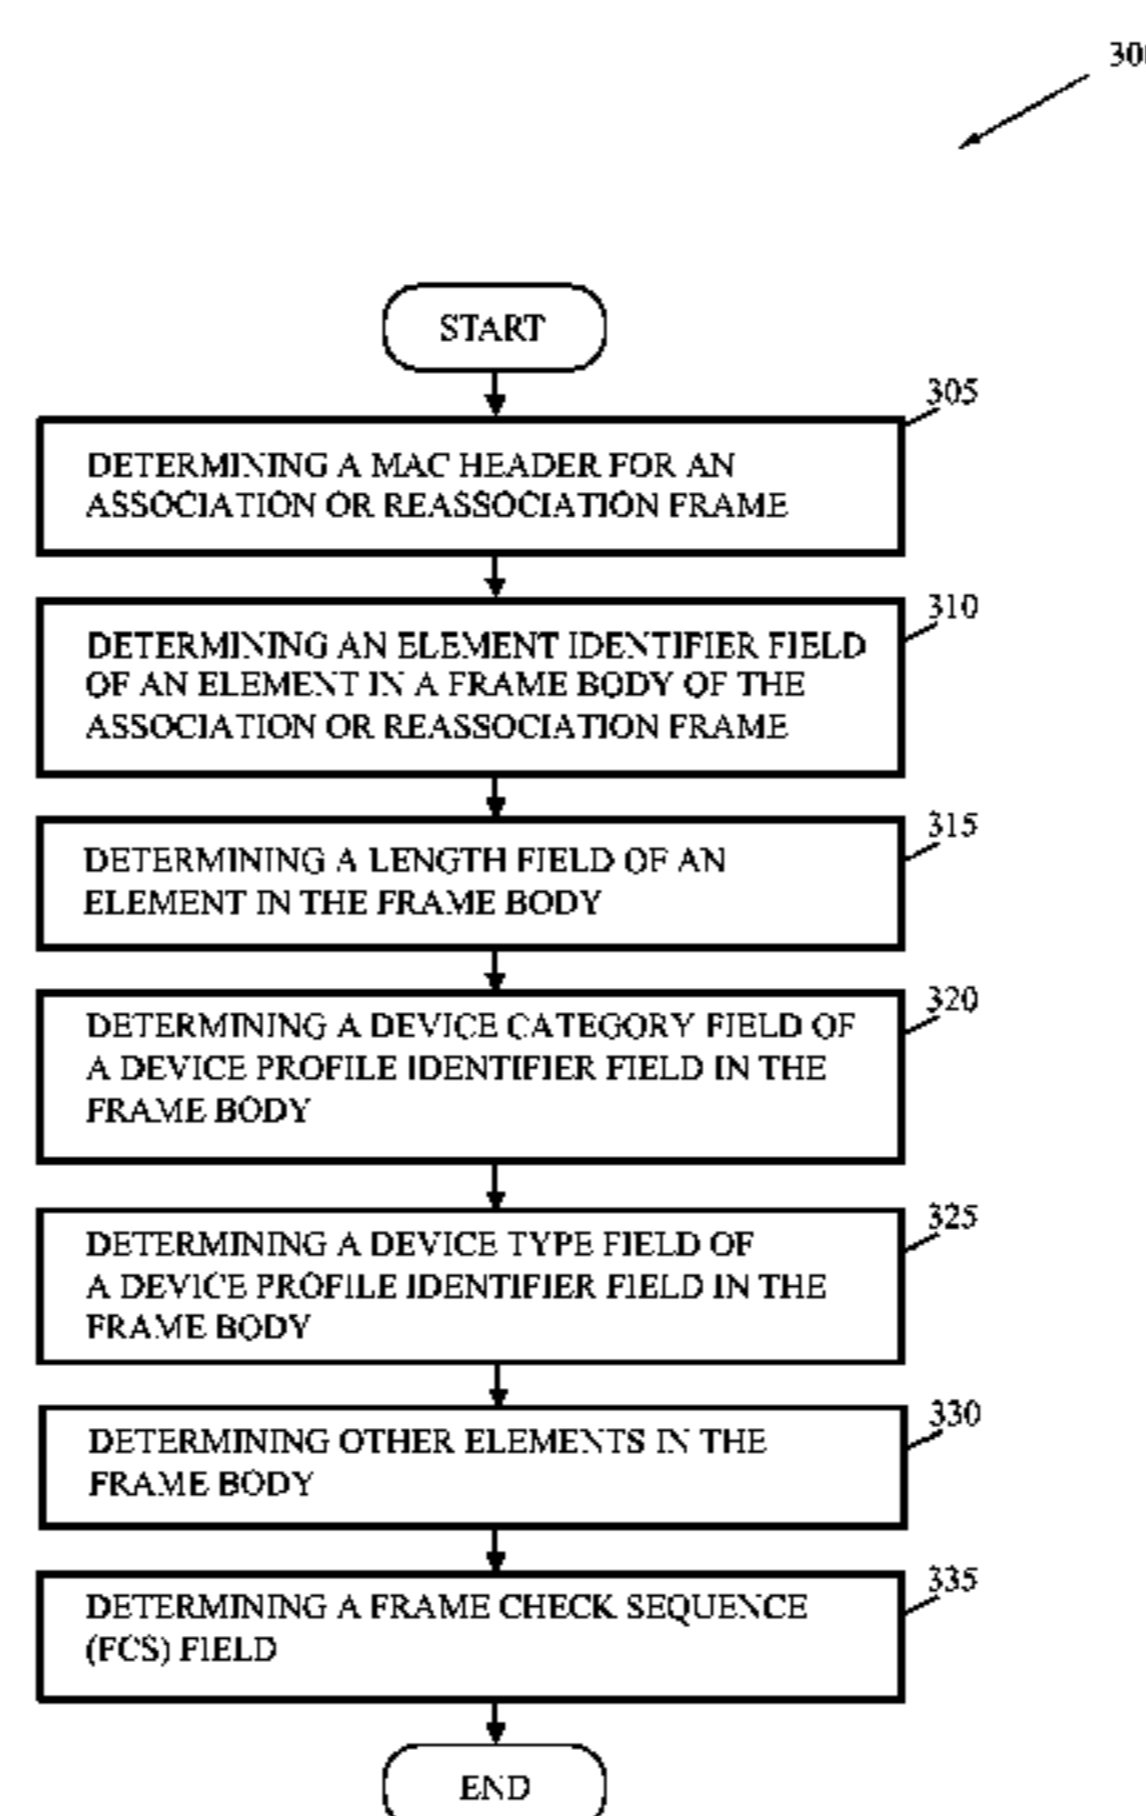 START
305
DETERMINING A MAC HEADER FOR AN
ASSOCIATION OR REASSOCIATION FRAME
310
DETERMINING AN ELEMENT IDENTIFIER FIELD
OF AN ELEMENT IN A FRAME BODY OF THE
ASSOCIATION OR REASSOCIATION FRAME
315
DETERMINING A LENGTH FIELD OF AN
ELEMENT IN THE FRAME BODY
320
DETERMINING A DEVICE CATEGORY FIELD OF
A DEVICE PROFILE IDENTIFIER FIELD IN THE
FRAME BODY
325
DETERMINING A DEVICE TYPE FIELD OF
A DEVICE PROFILE IDENTIFIER FIELD IN THE
FRAME BODY
330
DETERMINING OTHER ELEMENTS IN THE
FRAME BODY
335
DETERMINING A FRAME CHECK SEQUENCE
(FCS) FIELD
END